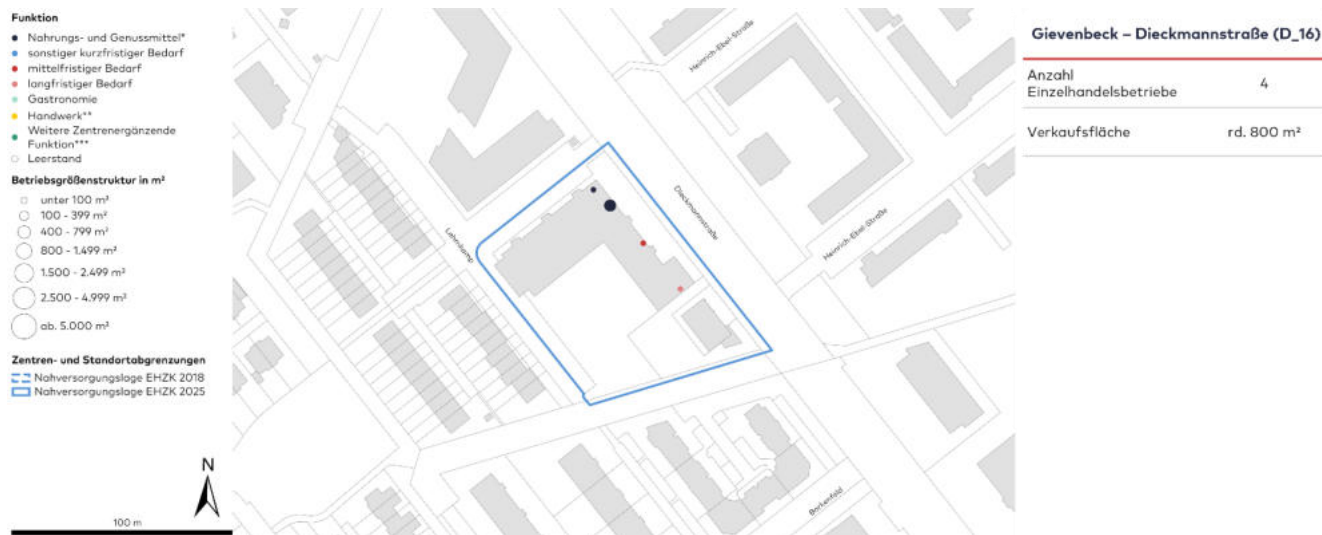 Funktion
Nahrungs- und Genussmittel*
sonstiger kurzfristiger Bedarf
mittelfristiger Bedarf
langfristiger Bedarf
Gastronomie
Handwerk**
Weitere Zentrenergänzende
Funktion***
Leerstand
Betriebsgrößenstruktur in m²
unter 100 m²
100 - 399 m²
400 - 799 m²
800 - 1.499 m²
1.500 - 2.499 m²
2.500 - 4.999 m²
ab. 5.000 m²
Zentren- und Standortabgrenzungen
Nahversorgungslage EHZK 2018
Nahversorgungslage EHZK 2025
N
100 m
Heinrich-Ebel-Straße
Dieckmannstraße
Lehnkamp
Heinrich-Ebel-Straße
Borkenfeld
Gievenbeck – Dieckmannstraße (D_16)
Anzahl
Einzelhandelsbetriebe 4
Verkaufsfläche rd. 800 m²